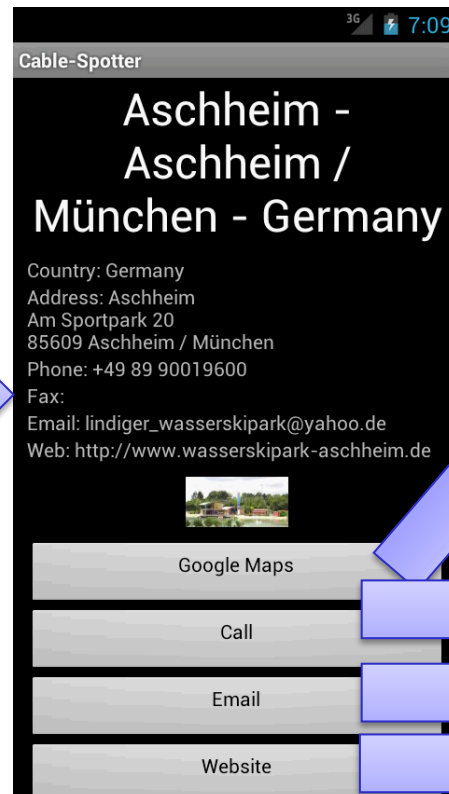 3G 7:09
Cable-Spotter
Aschheim -
Aschheim /
München - Germany
Country: Germany
Address: Aschheim
Am Sportpark 20
85609 Aschheim / München
Phone: +49 89 90019600
Fax:
Email: lindiger_wasserskipark@yahoo.de
Web: http://www.wasserskipark-aschheim.de
Google Maps
Call
Email
Website